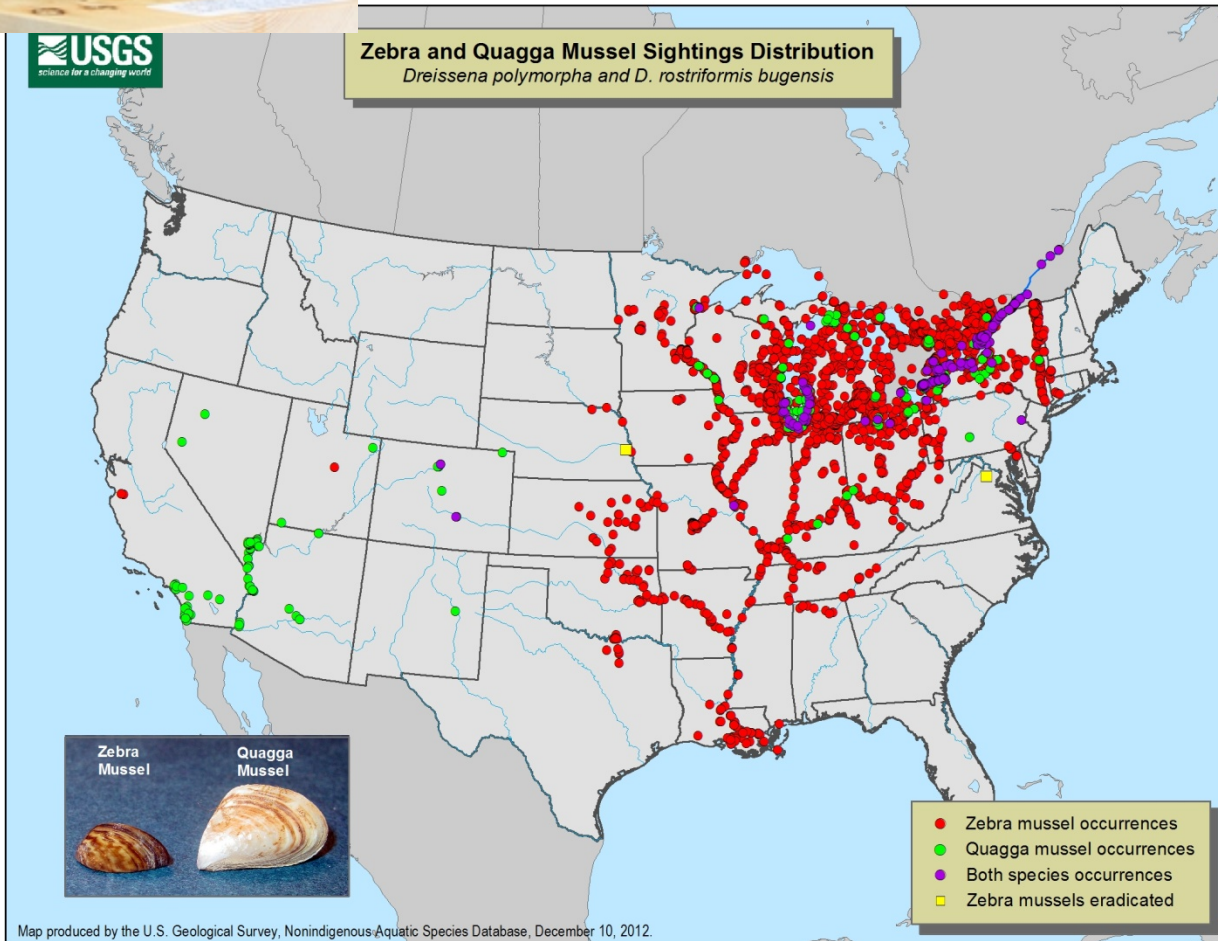 USGS
science for a changing world
Zebra and Quagga Mussel Sightings Distribution
Dreissena polymorpha and D. rostriformis bugensis
Zebra
Mussel
Quagga
Mussel
Zebra mussel occurrences
Quagga mussel occurrences
Both species occurrences
Zebra mussels eradicated
Map produced by the U.S. Geological Survey, Nonindigenous Aquatic Species Database, December 10, 2012.